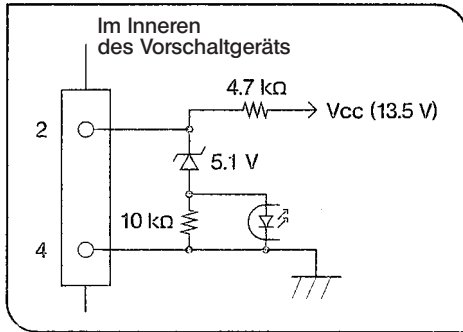 Im Inneren
des Vorschaltgeräts
4.7 kΩ
2
Vcc (13.5 V)
5.1 V
10 kΩ
4